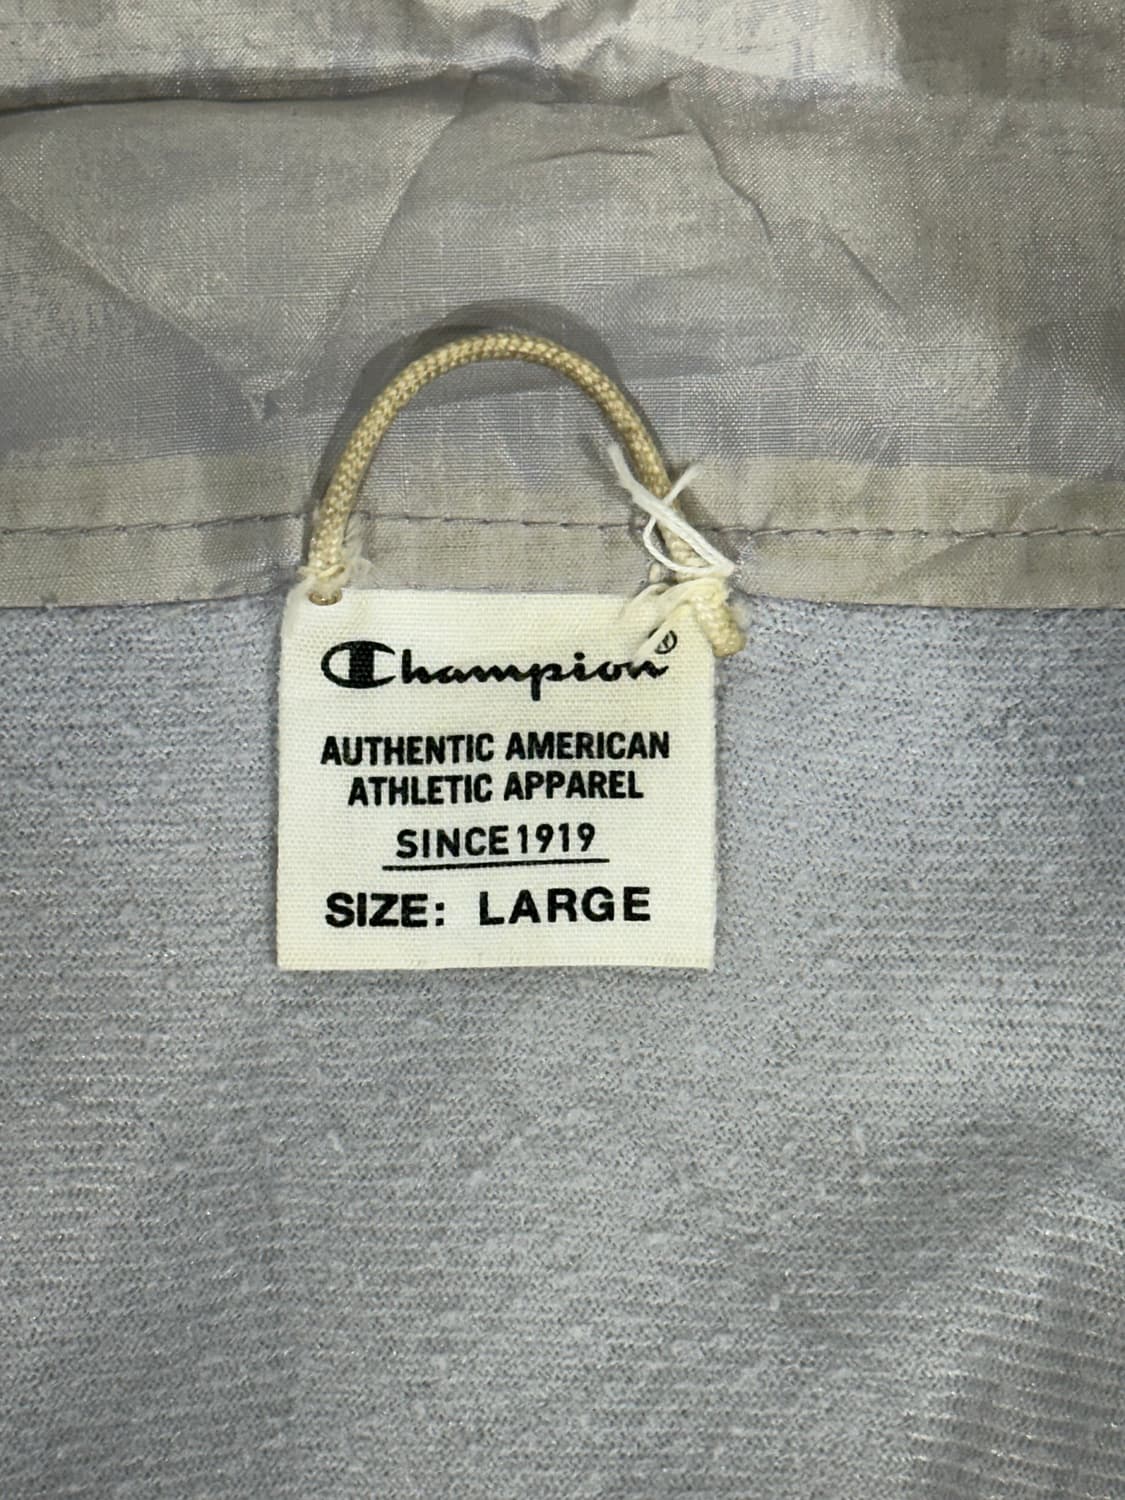 Champion®
AUTHENTIC AMERICAN
ATHLETIC APPAREL
SINCE 1919
SIZE: LARGE